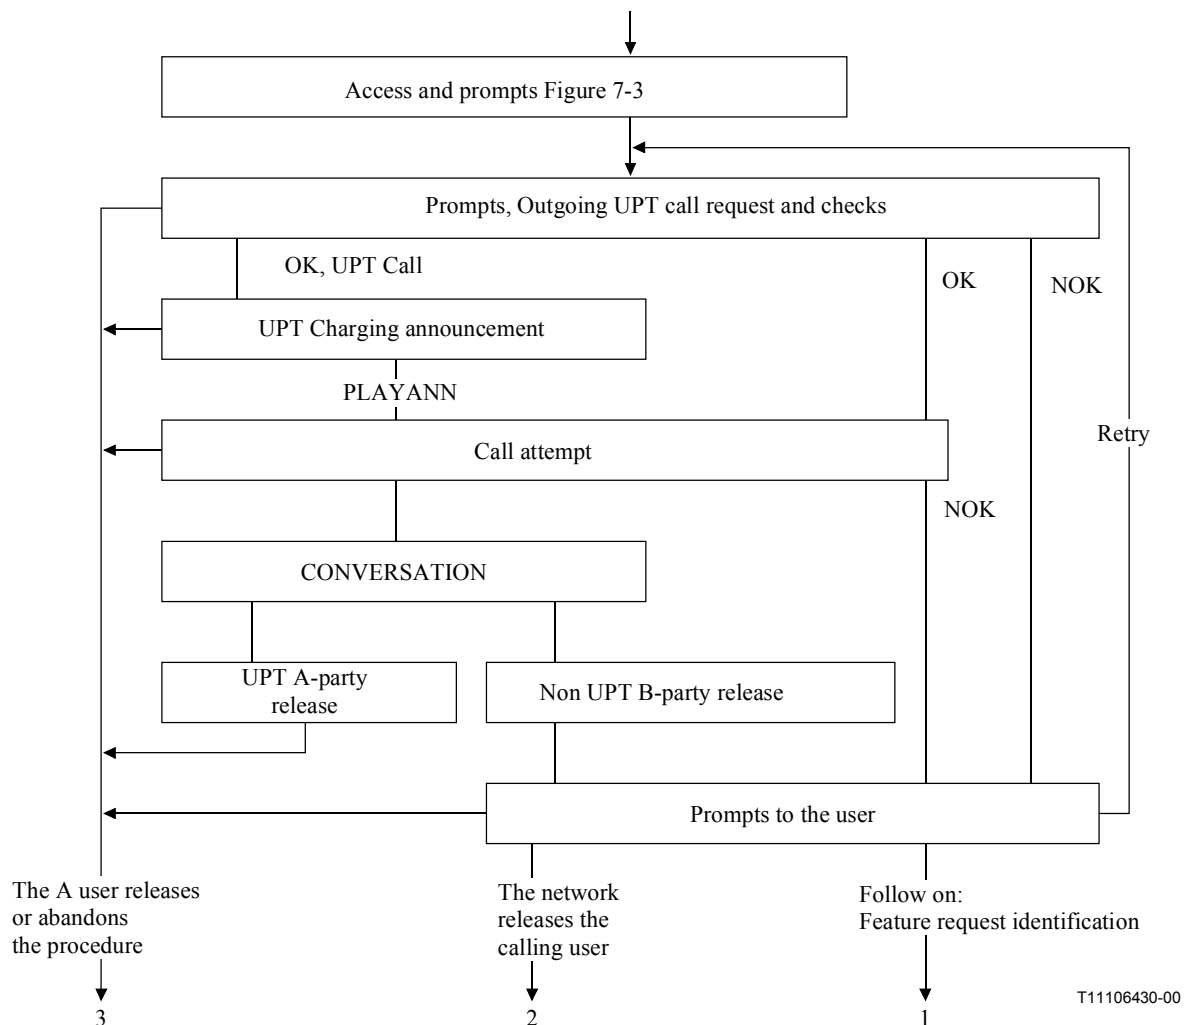 Access and prompts Figure 7-3
Prompts, Outgoing UPT call request and checks
OK, UPT Call
OK
NOK
UPT Charging announcement
PLAYANN
Retry
Call attempt
NOK
CONVERSATION
UPT A-party
release
Non UPT B-party release
Prompts to the user
The A user releases
or abandons
the procedure
The network
releases the
calling user
Follow on:
Feature request identification
T11106430-00
3
2
1